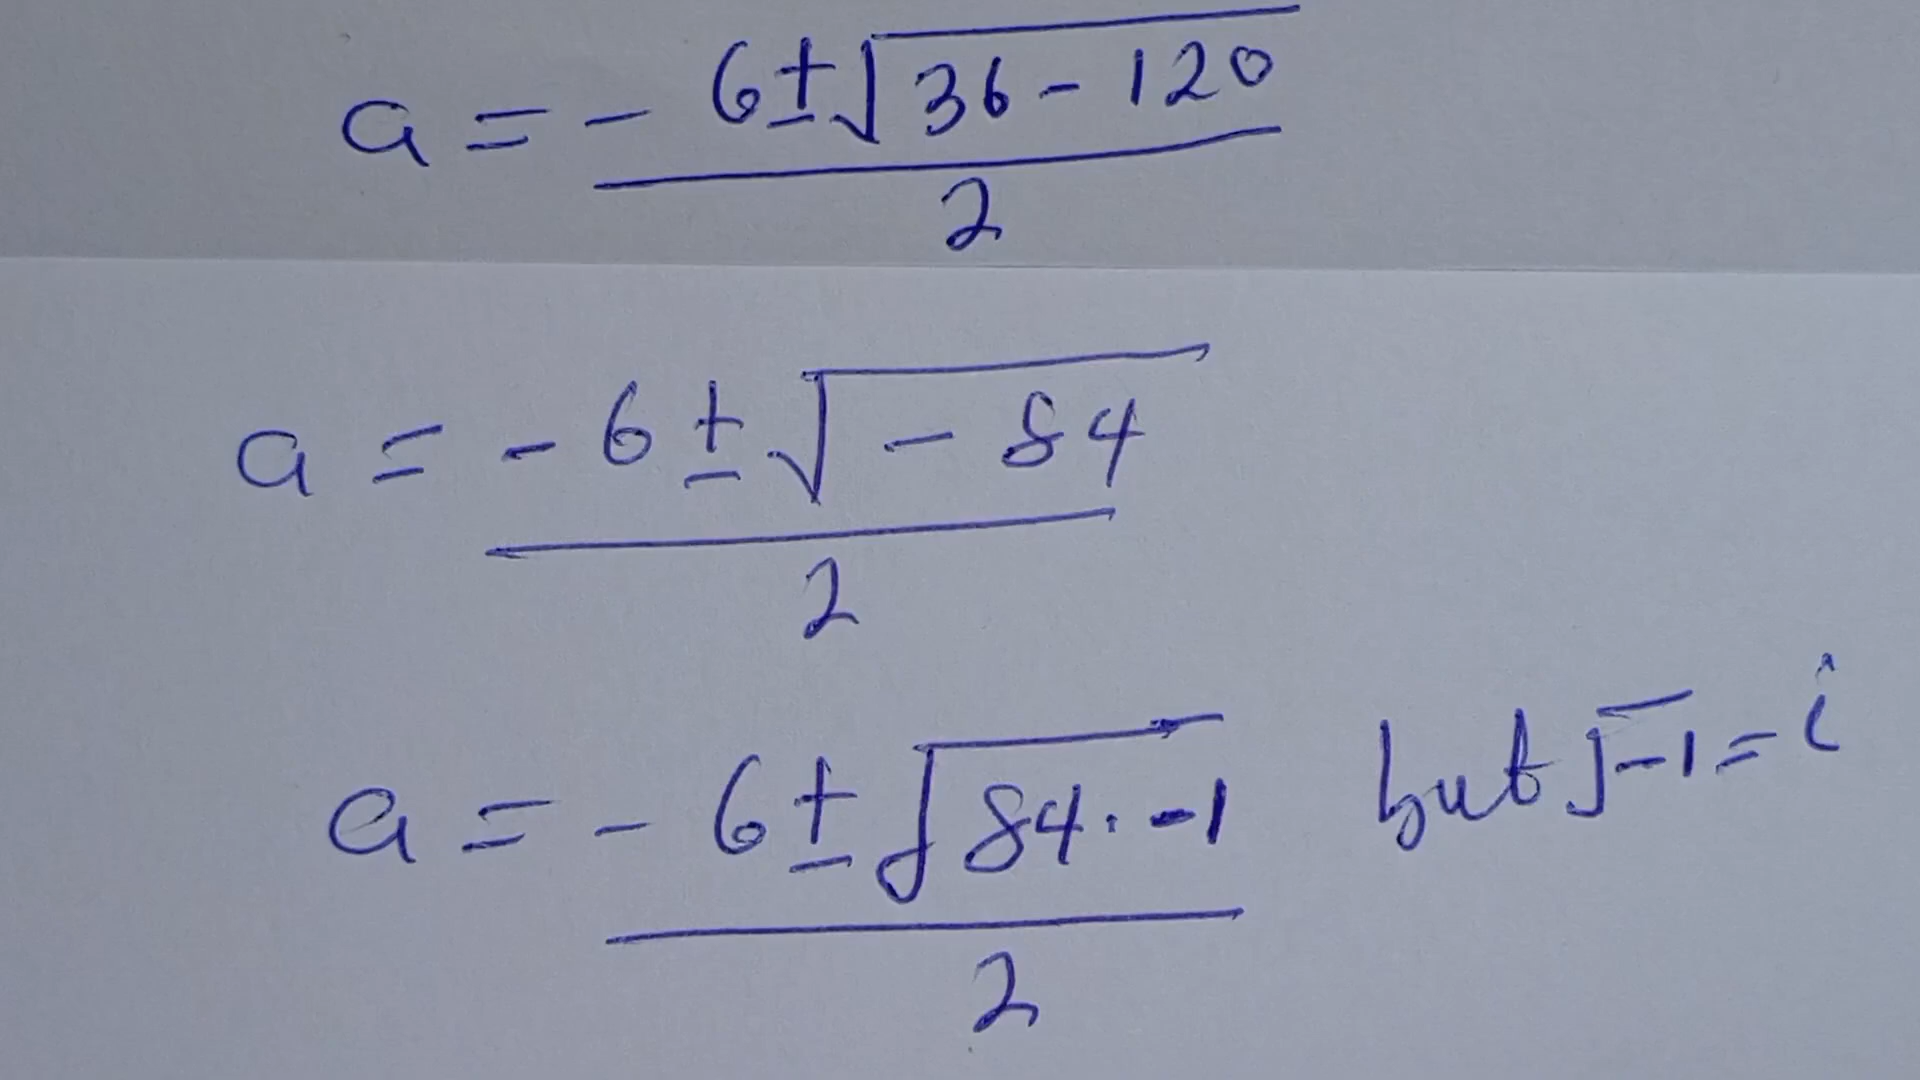 a = - 6 ± √36 - 120
2
a = - 6 ± √- 84
2
a = - 6 ± √84 . -1 but √-1 = i
2